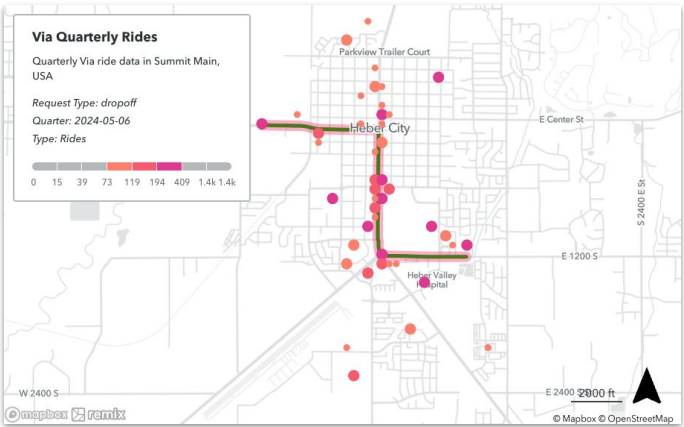 Via Quarterly Rides
Quarterly Via ride data in Summit Main,
USA
Request Type: dropoff
Quarter: 2024-05-06
Type: Rides
0 15 39 73 119 194 409 1.4k 1.4k
Parkview Trailer Court
E Center St
Heber City
S 2400 E St
E 1200 S
Heber Valley
Hospital
W 2400 S
E 2400 S
2000 ft
mapbox remix
© Mapbox © OpenStreetMap